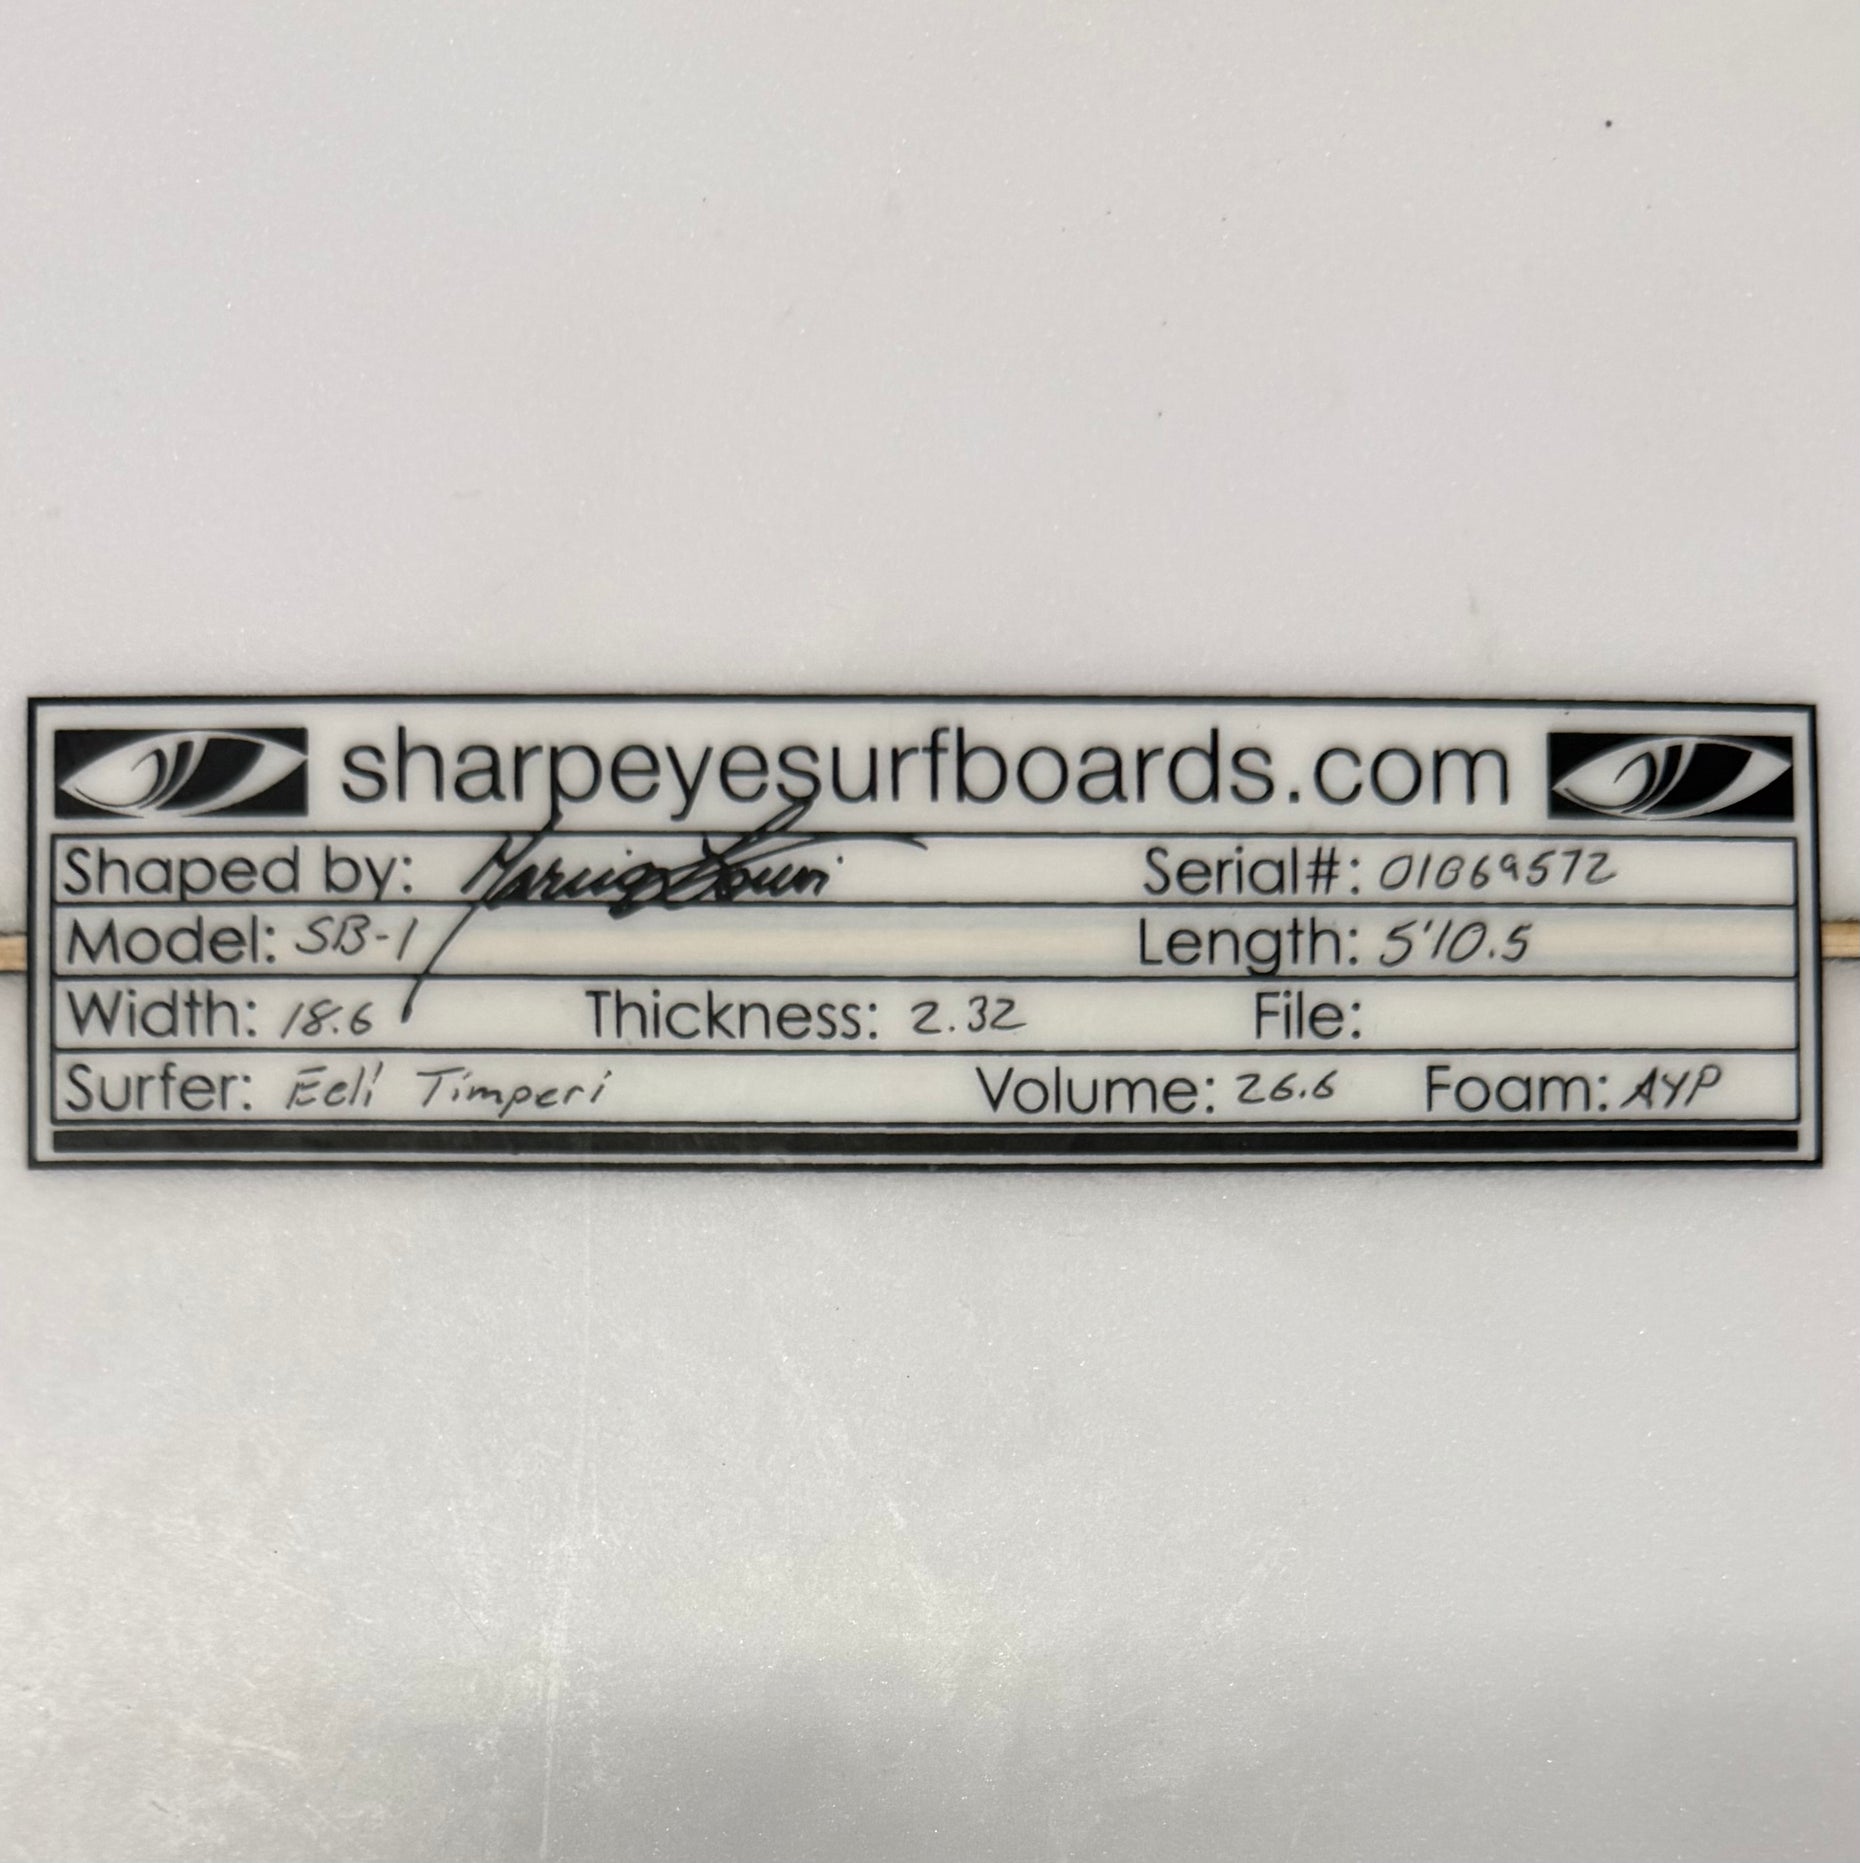 sharpeyesurfboards.com
Shaped by: Serial#: 01069572
Model: SB-1 Length: 5'10.5
Width: 18.6 Thickness: 2.32 File:
Surfer: Eeli Timperi Volume: 26.6 Foam: AYP